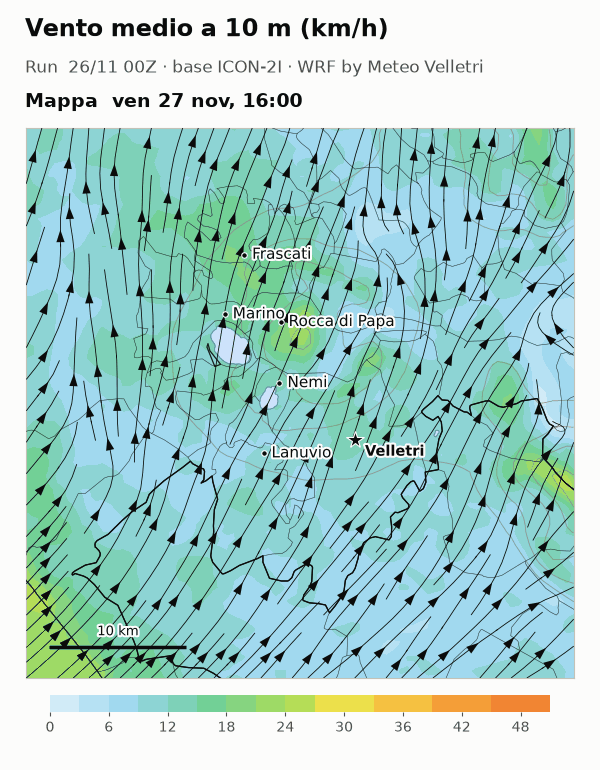 Vento medio a 10 m (km/h)
Run 26/11 00Z · base ICON-2I · WRF by Meteo Velletri
Mappa ven 27 nov, 16:00
Frascati
Marino
Rocca di Papa
Nemi
Velletri
Lanuvio
10 km
0 6 12 18 24 30 36 42 48